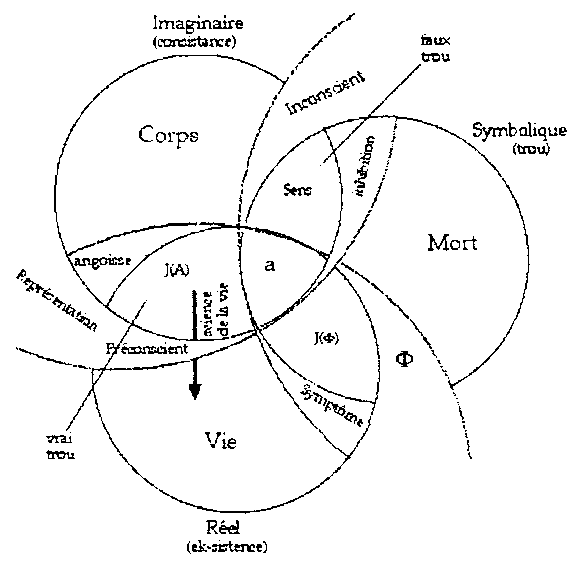 Imaginaire
(consistance)
faux
trou
Inconscient
Corps
Symbolique
(trou)
inhibition
Sens
Mort
angoisse
J(A)
a
Représentation
science
de la vie
Préconscient
J(Φ)
Φ
Symptôme
vrai
trou
Vie
Réel
(ek-sistence)